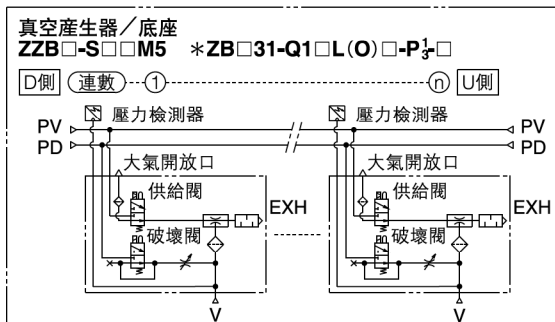 真空産生器／底座
ZZB□-S□□M5 *ZB□31-Q1□L(O)□-P¹₃-□
D側 連數 ① ⓝ U側
壓力檢測器 壓力檢測器
PV PV
PD PD
大氣開放口 大氣開放口
供給閥 供給閥
EXH EXH
破壞閥 破壞閥
V V